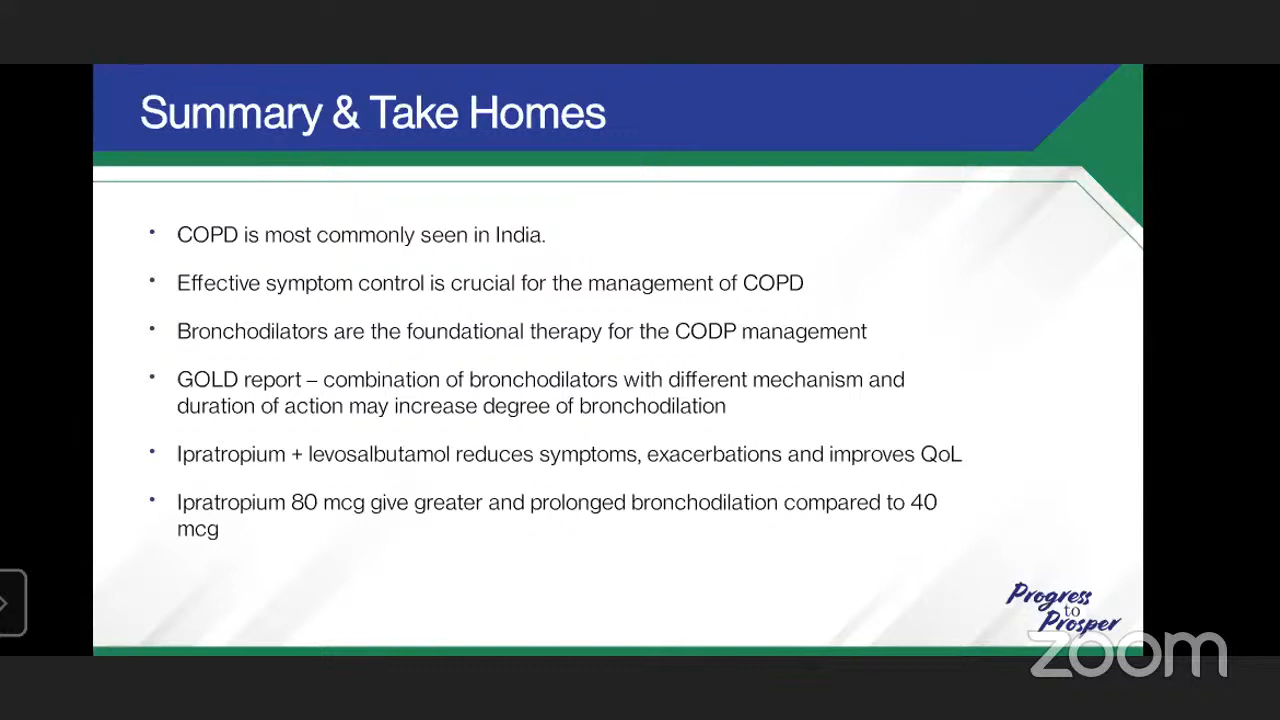 Summary & Take Homes
• COPD is most commonly seen in India.
• Effective symptom control is crucial for the management of COPD
• Bronchodilators are the foundational therapy for the CODP management
• GOLD report – combination of bronchodilators with different mechanism and
duration of action may increase degree of bronchodilation
• Ipratropium + levosalbutamol reduces symptoms, exacerbations and improves QoL
• Ipratropium 80 mcg give greater and prolonged bronchodilation compared to 40
mcg
Progress
to
Prosper
zoom